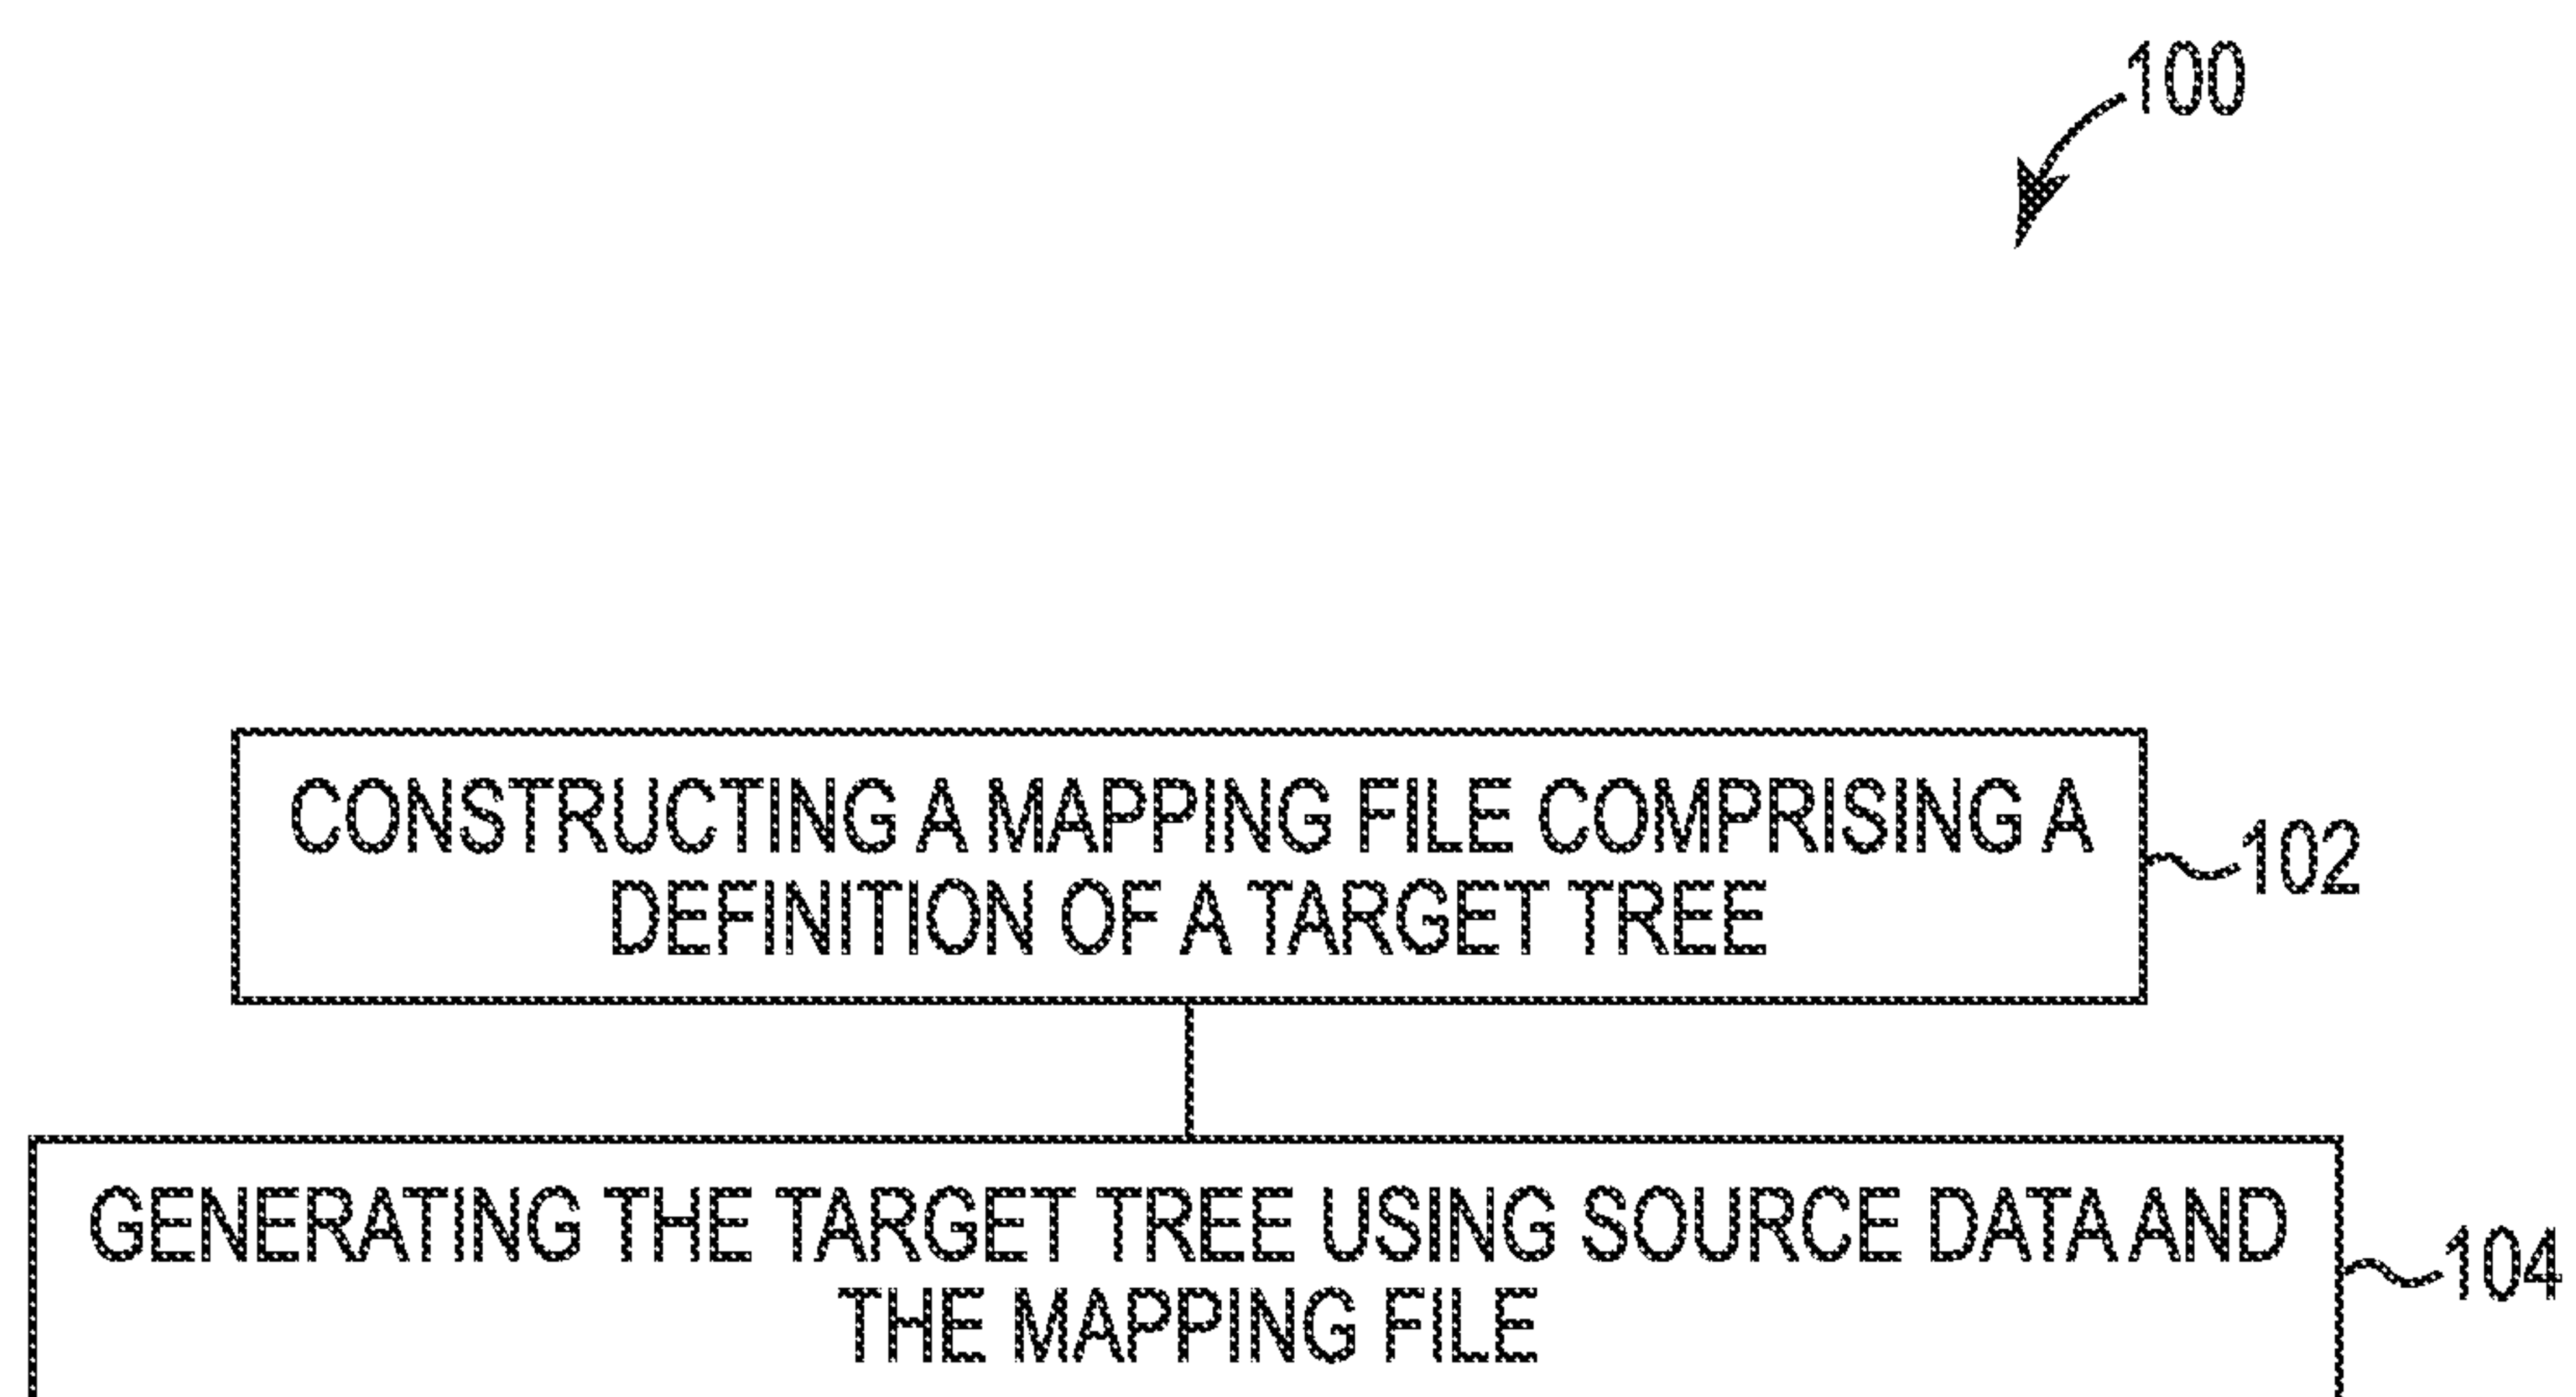 100
CONSTRUCTING A MAPPING FILE COMPRISING A
DEFINITION OF A TARGET TREE
102
GENERATING THE TARGET TREE USING SOURCE DATA AND
THE MAPPING FILE
104